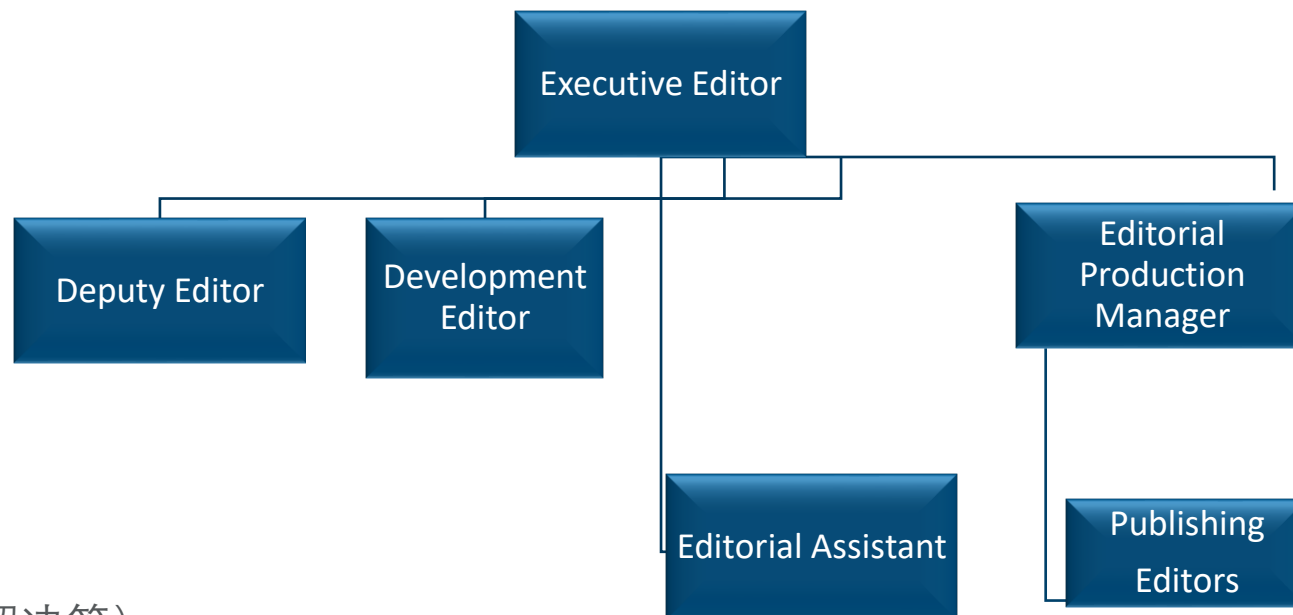 Executive Editor
Deputy Editor
Development
Editor
Editorial
Production
Manager
Editorial Assistant
Publishing
Editors